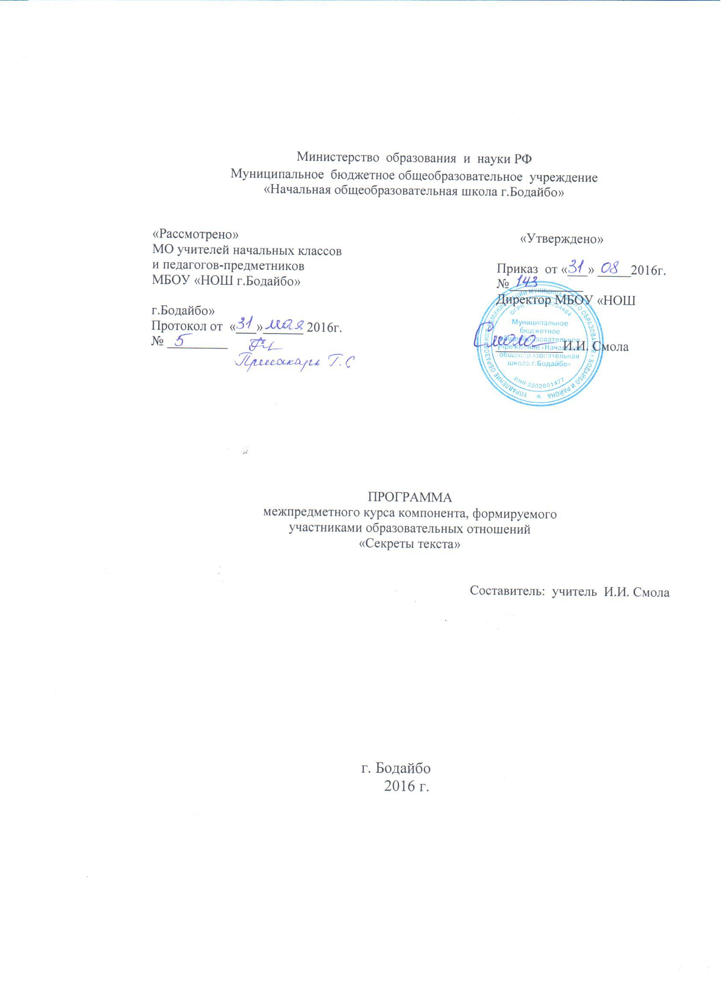 Министерство образования и науки РФ
Муниципальное бюджетное общеобразовательное учреждение
«Начальная общеобразовательная школа г.Бодайбо»
«Рассмотрено»
МО учителей начальных классов
и педагогов-предметников
МБОУ «НОШ г.Бодайбо»
г.Бодайбо»
Протокол от «31» мая 2016г.
№ 5
Т.С
«Утверждено»
Приказ от «31» 08 2016г.
№ 143
Директор МБОУ «НОШ
Смола И.И. Смола
УПРАВЛЕНИЕ ОБРАЗОВАНИЯ АДМИНИСТРАЦИИ МУНИЦИПАЛЬНОГО ОБРАЗОВАНИЯ г.БОДАЙБО И РАЙОНА
ОГРН
Муниципальное
бюджетное
общеобразовательное
учреждение «Начальная
общеобразовательная
школа г.Бодайбо»
ИНН 3802001477
ПРОГРАММА
межпредметного курса компонента, формируемого
участниками образовательных отношений
«Секреты текста»
Составитель: учитель И.И. Смола
г. Бодайбо
2016 г.